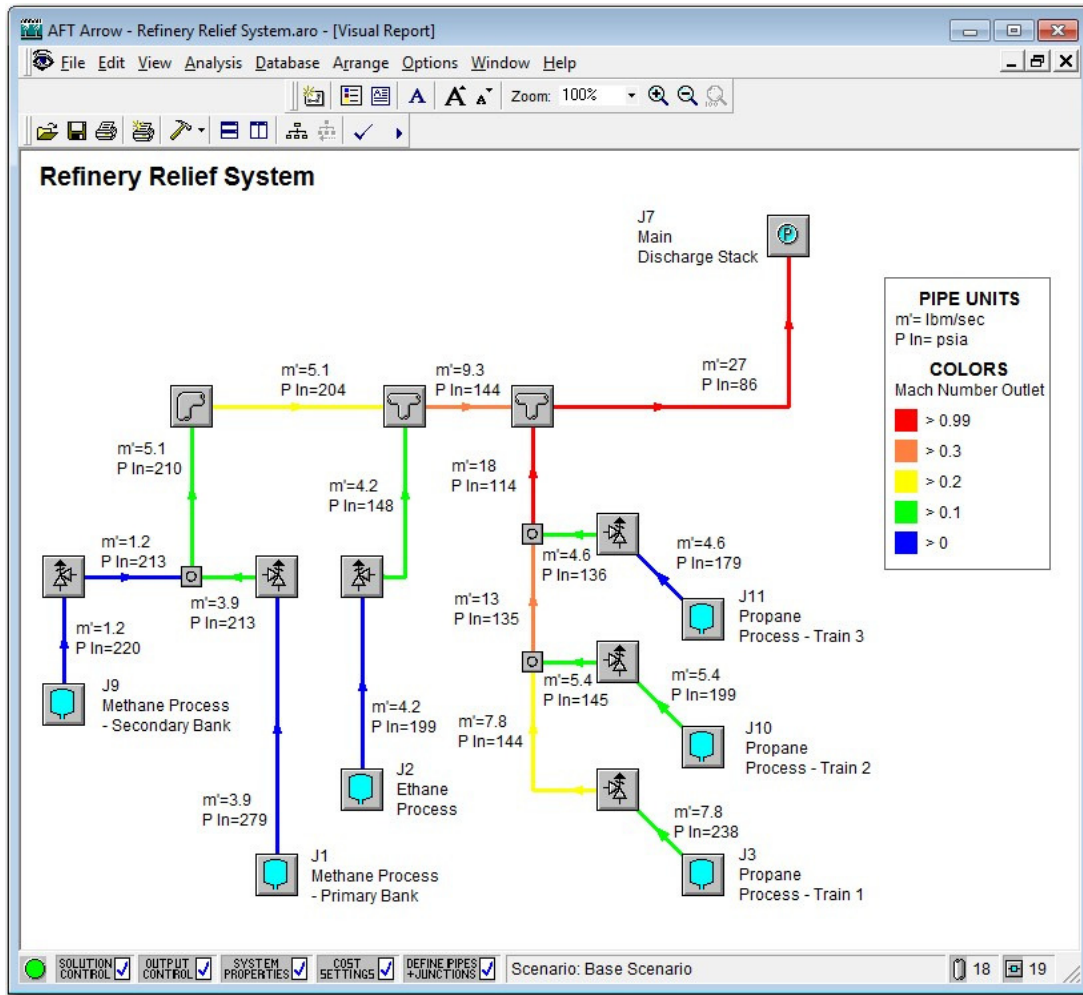 AFT Arrow - Refinery Relief System.aro - [Visual Report]
File Edit View Analysis Database Arrange Options Window Help
A A A Zoom: 100%
Refinery Relief System
J7
Main
Discharge Stack
P
PIPE UNITS
m'= lbm/sec
P In= psia
COLORS
Mach Number Outlet
> 0.99
> 0.3
> 0.2
> 0.1
> 0
m'=5.1
P In=204
m'=9.3
P In=144
m'=27
P In=86
m'=5.1
P In=210
m'=4.2
P In=148
m'=18
P In=114
m'=1.2
P In=213
m'=3.9
P In=213
m'=4.6
P In=136
m'=4.6
P In=179
m'=1.2
P In=220
m'=13
P In=135
J11
Propane
Process - Train 3
J9
Methane Process
- Secondary Bank
m'=4.2
P In=199
m'=5.4
P In=145
m'=5.4
P In=199
m'=7.8
P In=144
J10
Propane
Process - Train 2
J2
Ethane
Process
m'=3.9
P In=279
m'=7.8
P In=238
J1
Methane Process
- Primary Bank
J3
Propane
Process - Train 1
SOLUTION CONTROL
OUTPUT CONTROL
SYSTEM PROPERTIES
COST SETTINGS
DEFINE PIPES +JUNCTIONS
Scenario: Base Scenario
18
19